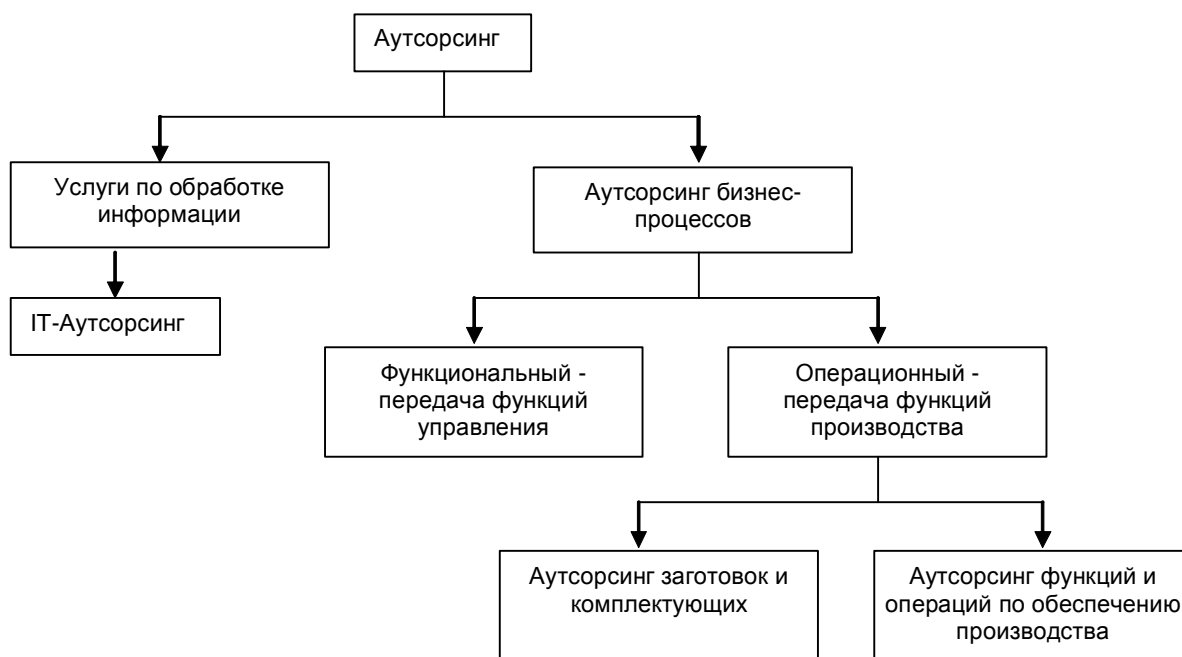 Аутсорсинг
Услуги по обработке
информации
Аутсорсинг бизнес-
процессов
IT-Аутсорсинг
Функциональный -
передача функций
управления
Операционный -
передача функций
производства
Аутсорсинг заготовок и
комплектующих
Аутсорсинг функций и
операций по обеспечению
производства